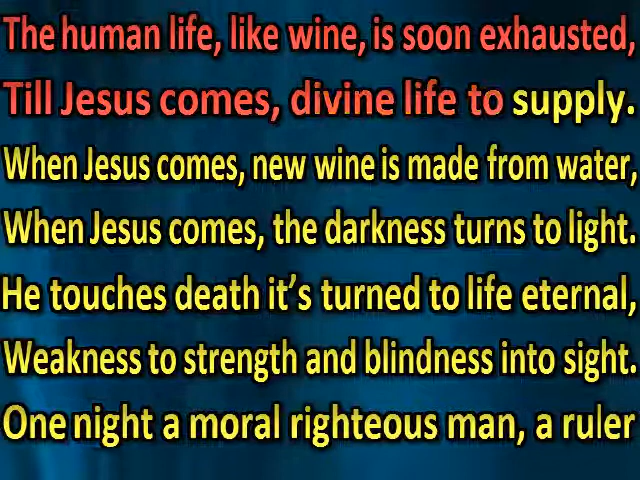 The human life, like wine, is soon exhausted,
Till Jesus comes, divine life to supply.
When Jesus comes, new wine is made from water,
When Jesus comes, the darkness turns to light.
He touches death it’s turned to life eternal,
Weakness to strength and blindness into sight.
One night a moral righteous man, a ruler